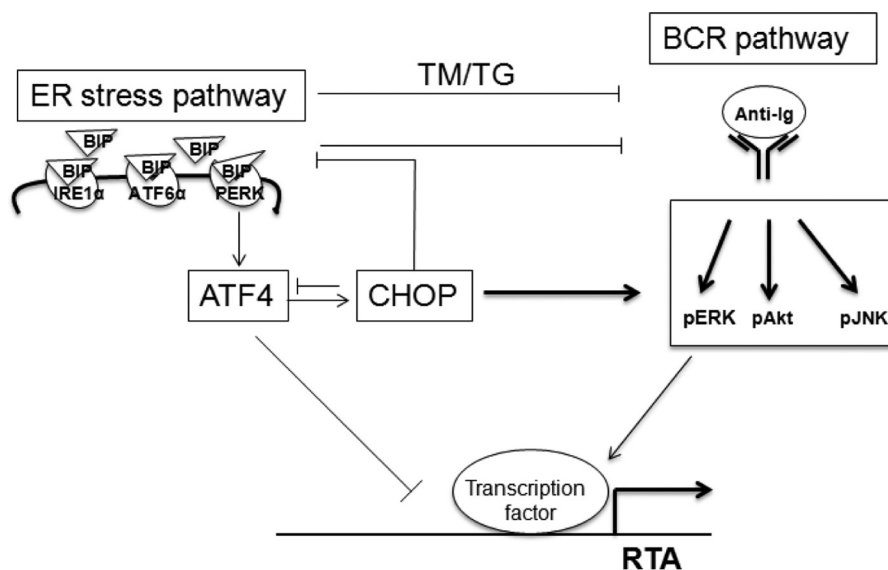 BCR pathway
TM/TG
ER stress pathway
Anti-Ig
BIP
BIP
BIP
BIP
BIP
IRE1α
ATF6α
PERK
ATF4
CHOP
pERK
pAkt
pJNK
Transcription
factor
RTA